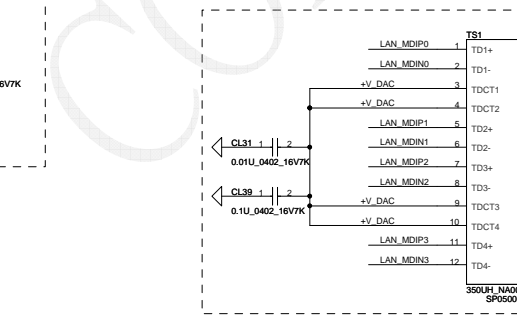 6V7K
TS1
LAN_MDIP0 1 TD1+
LAN_MDIN0 2 TD1-
+V_DAC 3 TDCT1
+V_DAC 4 TDCT2
LAN_MDIP1 5 TD2+
LAN_MDIN1 6 TD2-
LAN_MDIP2 7 TD3+
LAN_MDIN2 8 TD3-
+V_DAC 9 TDCT3
+V_DAC 10 TDCT4
LAN_MDIP3 11 TD4+
LAN_MDIN3 12 TD4-
CL31 1 2
0.01U_0402_16V7K
CL39 1 2
0.1U_0402_16V7K
350UH_NA00
SP0500